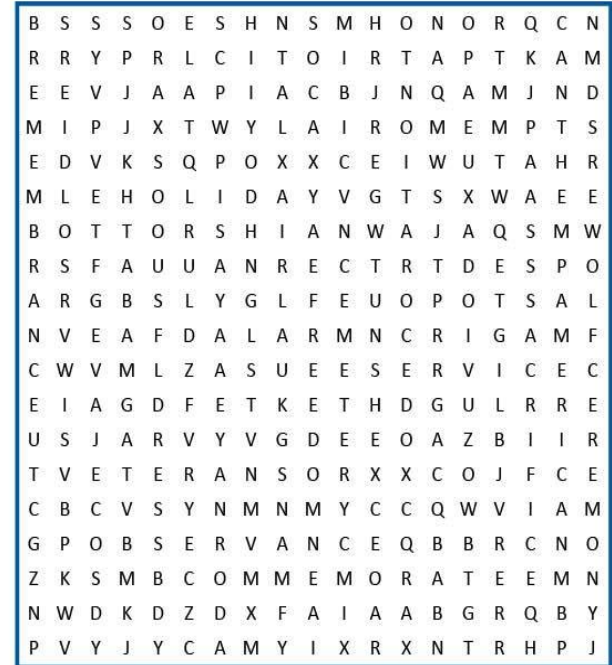 B S S S O E S H N S M H O N O R Q C N
R R Y P R L C I T O I R T A P T K A M
E E V J A A P I A C B J N Q A M J N D
M I P J X T W Y L A I R O M E M P T S
E D V K S Q P O X X C E I W U T A H R
M L E H O L I D A Y V G T S X W A E E
B O T T O R S H I A N W A J A Q S M W
R S F A U U A N R E C T R T D E S P O
A R G B S L Y G L F E U O P O T S A L
N V E A F D A L A R M N C R I G A M F
C W V M L Z A S U E E S E R V I C E C
E I A G D F E T K E T H D G U L R R E
U S J A R V Y V G D E E O A Z B I I R
T V E T E R A N S O R X X C O J F C E
C B C V S Y N M N M Y C C Q W V I A M
G P O B S E R V A N C E Q B B R C N O
Z K S M B C O M M E M O R A T E E M N
N W D K D Z D X F A I A A B G R Q B Y
P V Y J Y C A M Y I X R X N T R H P J